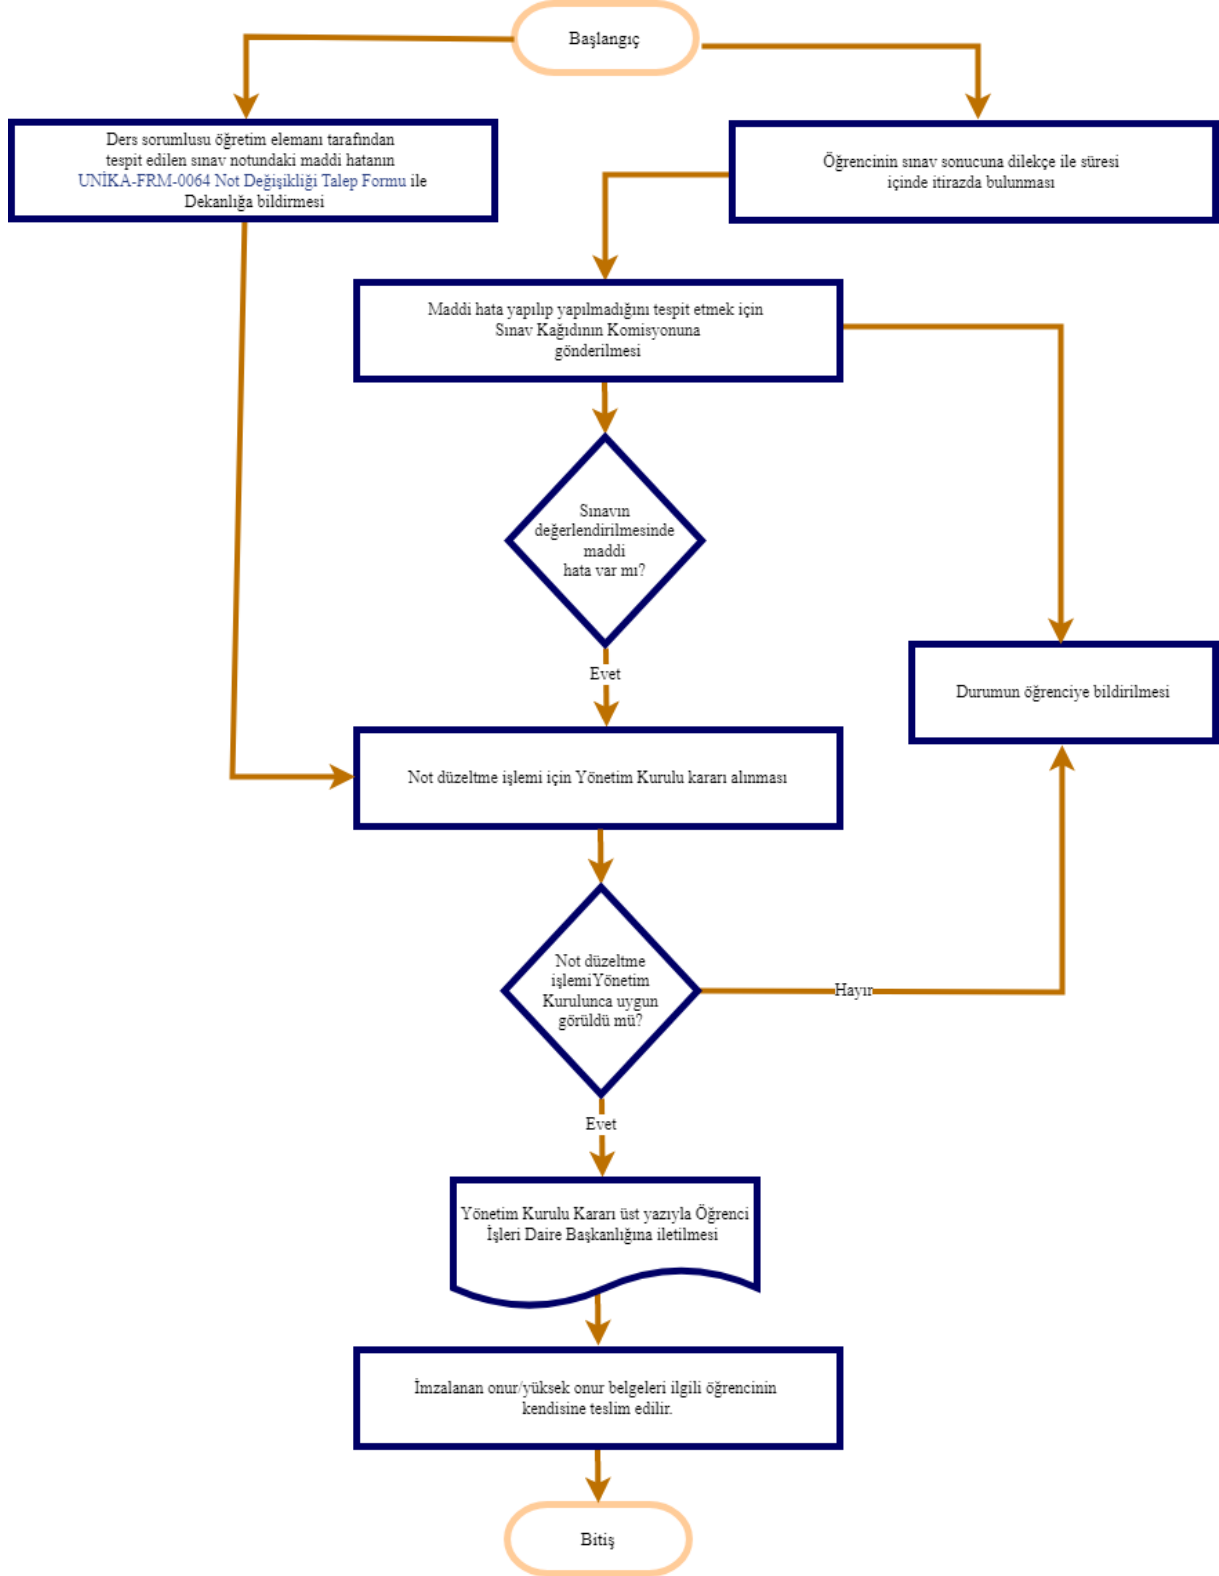 Başlangıç
Ders sorumlusu öğretim elemanı tarafından
tespit edilen sınav notundaki maddi hatanın
UNİKA-FRM-0064 Not Değişikliği Talep Formu ile
Dekanlığa bildirmesi
Öğrencinin sınav sonucuna dilekçe ile süresi
içinde itirazda bulunması
Maddi hata yapılıp yapılmadığını tespit etmek için
Sınav Kağıdının Komisyonuna
gönderilmesi
Sınavın
değerlendirilmesinde
maddi
hata var mı?
Evet
Durumun öğrenciye bildirilmesi
Not düzeltme işlemi için Yönetim Kurulu kararı alınması
Not düzeltme
işlemiYönetim
Kurulunca uygun
görüldü mü?
Hayır
Evet
Yönetim Kurulu Kararı üst yazıyla Öğrenci
İşleri Daire Başkanlığına iletilmesi
İmzalanan onur/yüksek onur belgeleri ilgili öğrencinin
kendisine teslim edilir.
Bitiş